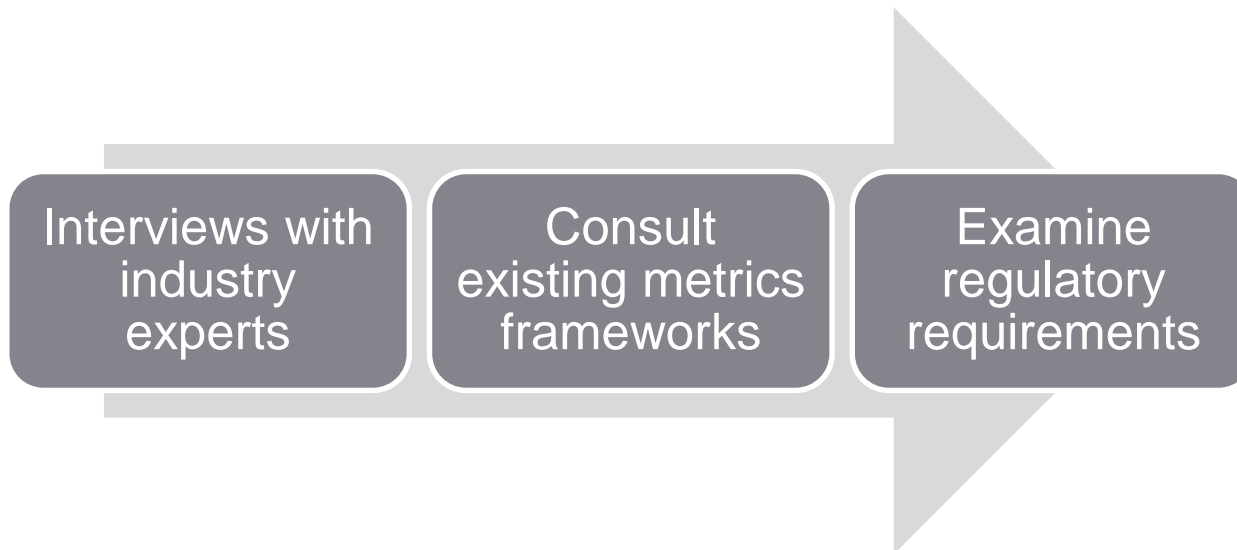 Interviews with
industry
experts
Consult
existing metrics
frameworks
Examine
regulatory
requirements